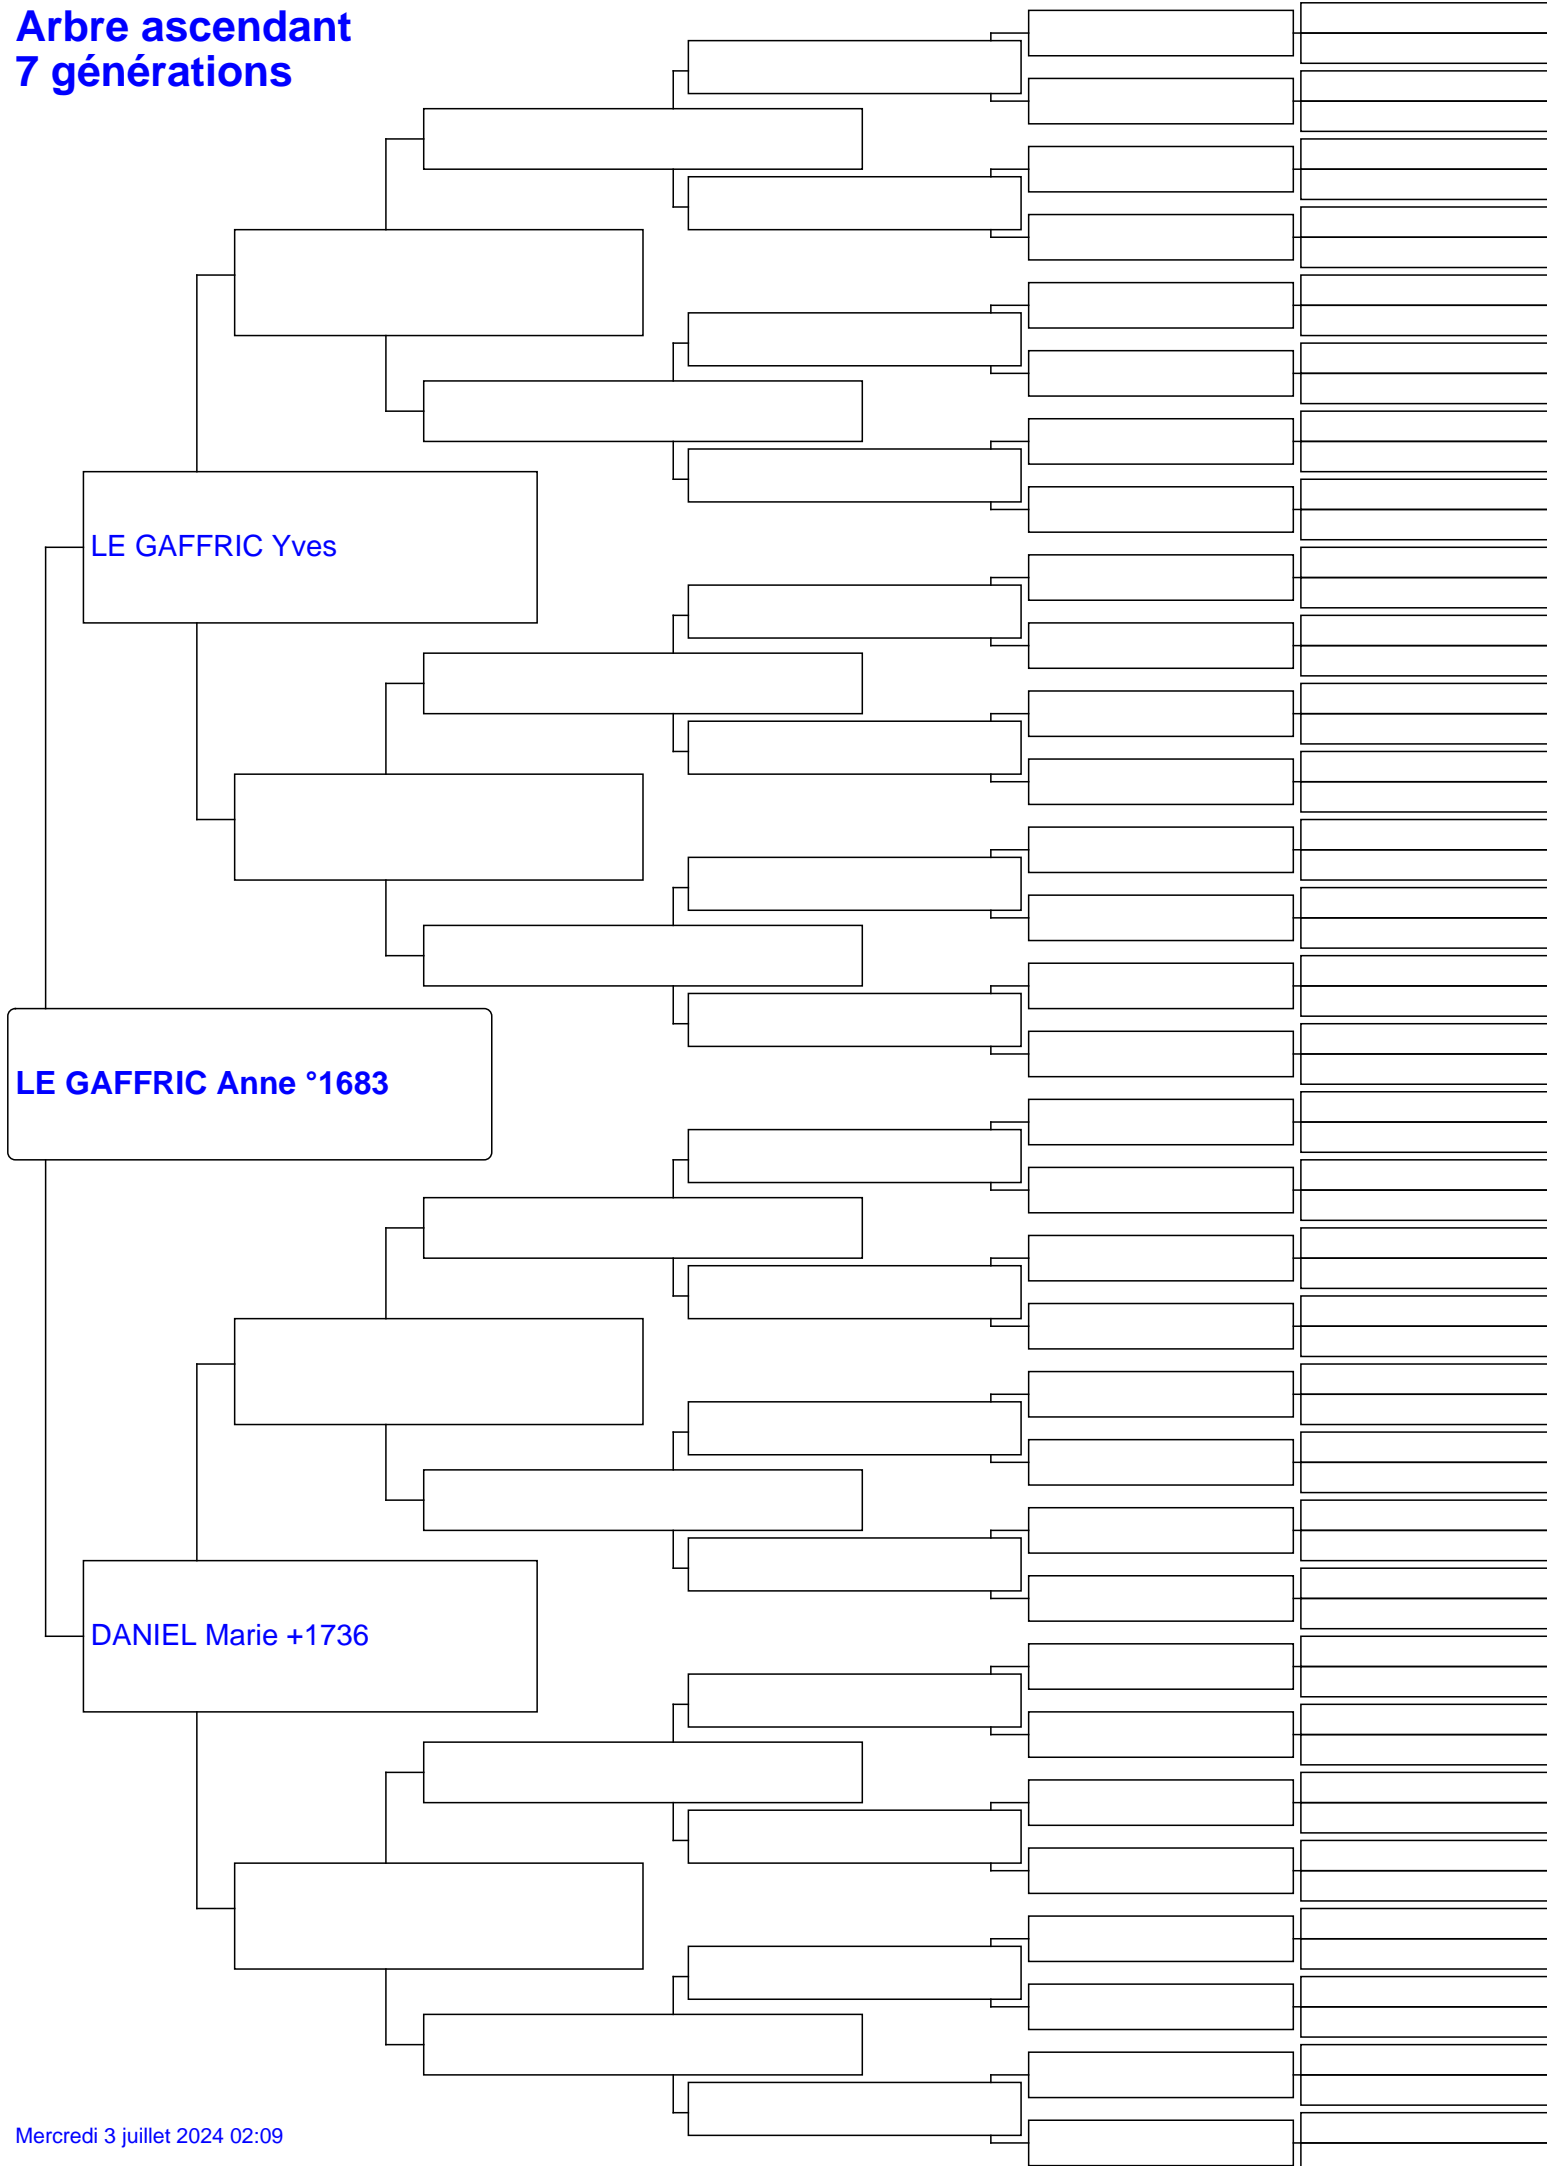 Arbre ascendant
7 générations
LE GAFFRIC Yves
LE GAFFRIC Anne °1683
DANIEL Marie +1736
Mercredi 3 juillet 2024 02:09